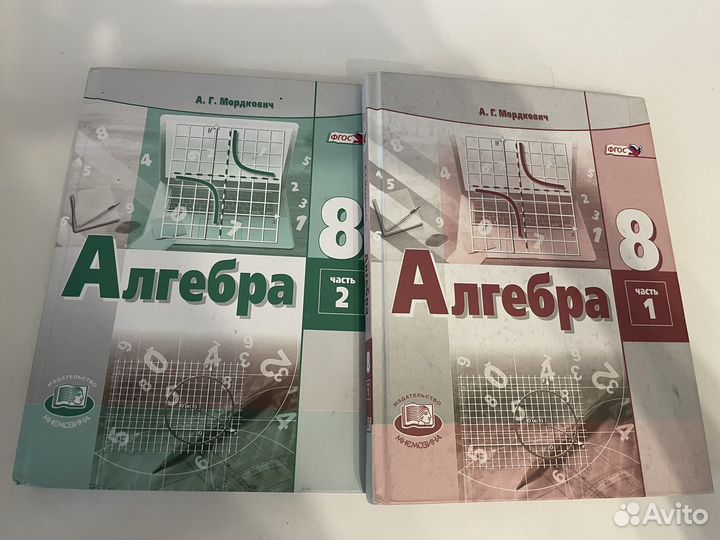 А. Г. Мордкович
ФГОС
8
Алгебра
часть
2
ИЗДАТЕЛЬСТВО
МНЕМОЗИНА
А. Г. Мордкович
ФГОС
8
Алгебра
часть
1
ИЗДАТЕЛЬСТВО
МНЕМОЗИНА
Avito